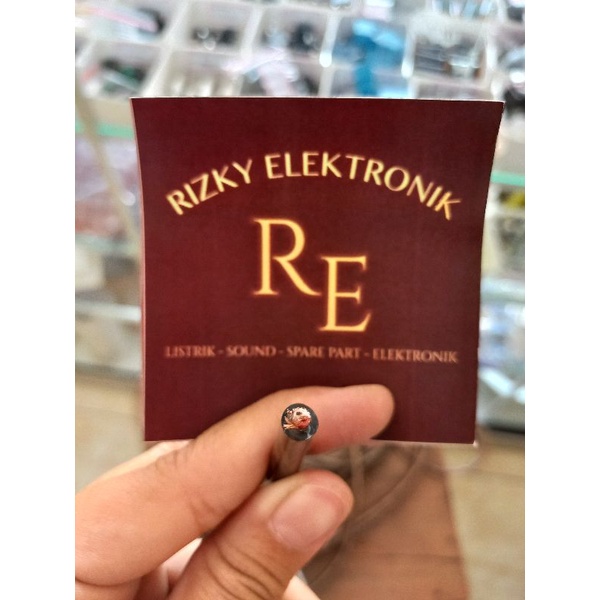 RIZKY ELEKTRONIK
RE
LISTRIK - SOUND - SPARE PART - ELEKTRONIK